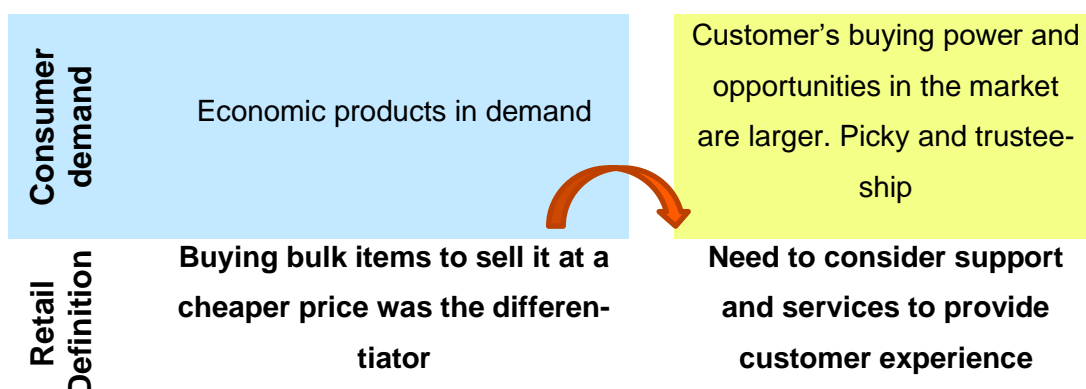 Consumer
demand
Economic products in demand
Customer’s buying power and
opportunities in the market
are larger. Picky and trustee-
ship
Retail
Definition
Buying bulk items to sell it at a
cheaper price was the differen-
tiator
Need to consider support
and services to provide
customer experience